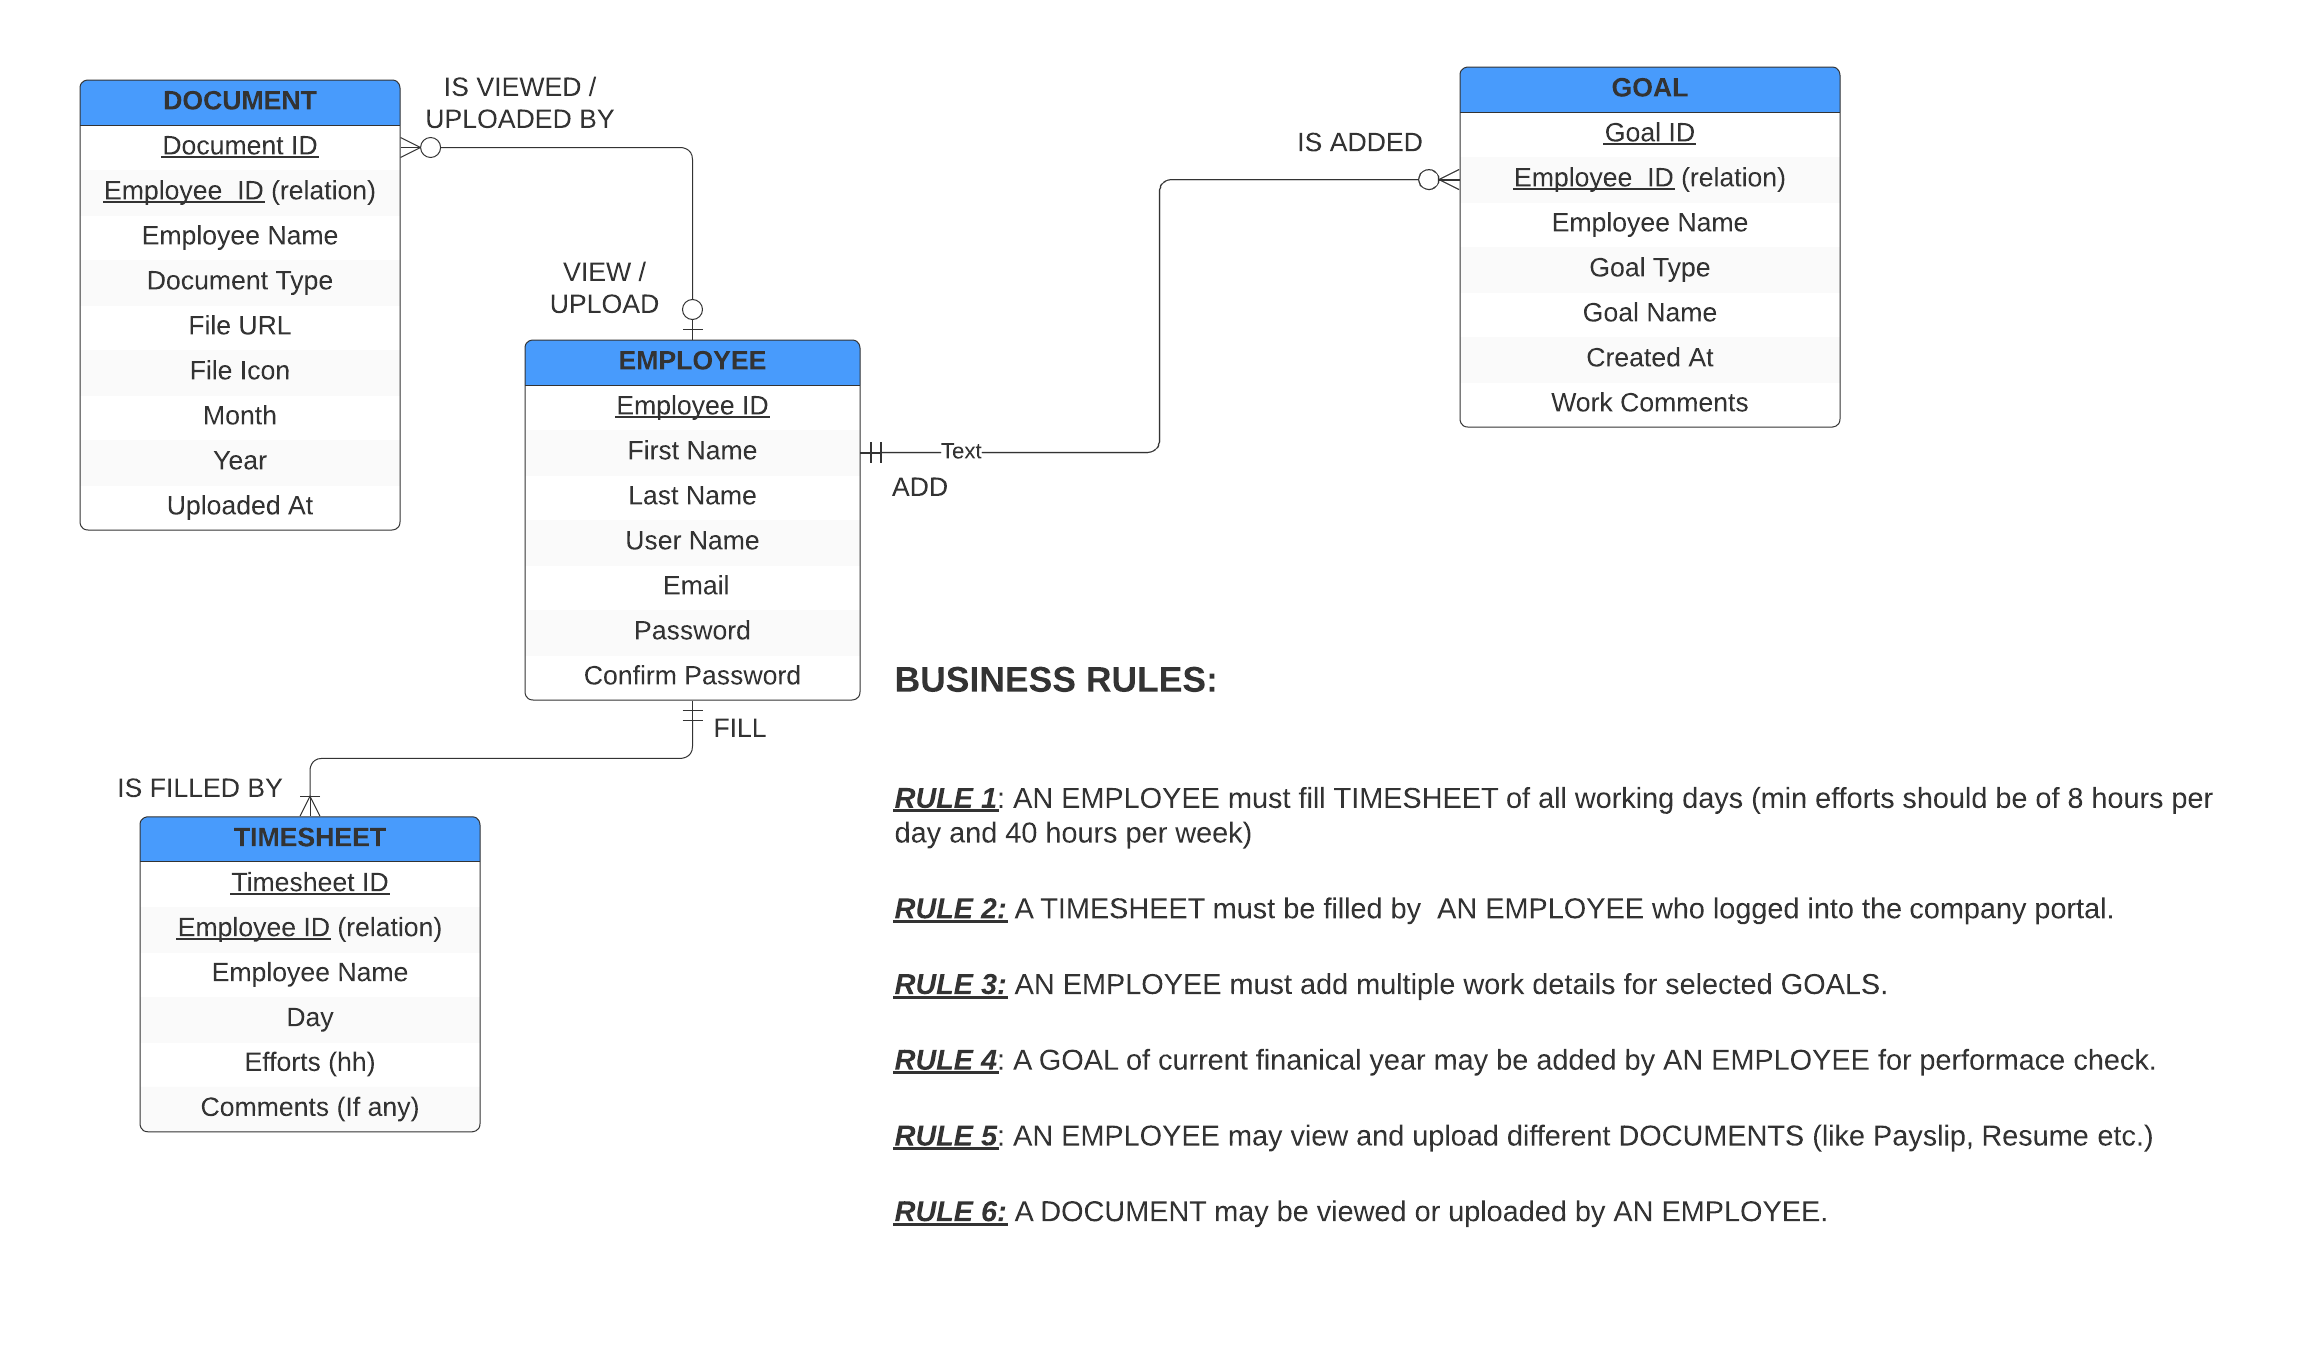 DOCUMENT
Document ID
Employee  ID (relation)
Employee Name
Document Type
File URL
File Icon
Month
Year
Uploaded At
IS VIEWED /
UPLOADED BY
VIEW /
UPLOAD
EMPLOYEE
Employee ID
First Name
Last Name
User Name
Email
Password
Confirm Password
Text
ADD
IS ADDED
GOAL
Goal ID
Employee  ID (relation)
Employee Name
Goal Type
Goal Name
Created At
Work Comments
FILL
IS FILLED BY
TIMESHEET
Timesheet ID
Employee ID (relation)
Employee Name
Day
Efforts (hh)
Comments (If any)
BUSINESS RULES:
RULE 1: AN EMPLOYEE must fill TIMESHEET of all working days (min efforts should be of 8 hours per
day and 40 hours per week)
RULE 2: A TIMESHEET must be filled by  AN EMPLOYEE who logged into the company portal.
RULE 3: AN EMPLOYEE must add multiple work details for selected GOALS.
RULE 4: A GOAL of current finanical year may be added by AN EMPLOYEE for performace check.
RULE 5: AN EMPLOYEE may view and upload different DOCUMENTS (like Payslip, Resume etc.)
RULE 6: A DOCUMENT may be viewed or uploaded by AN EMPLOYEE.